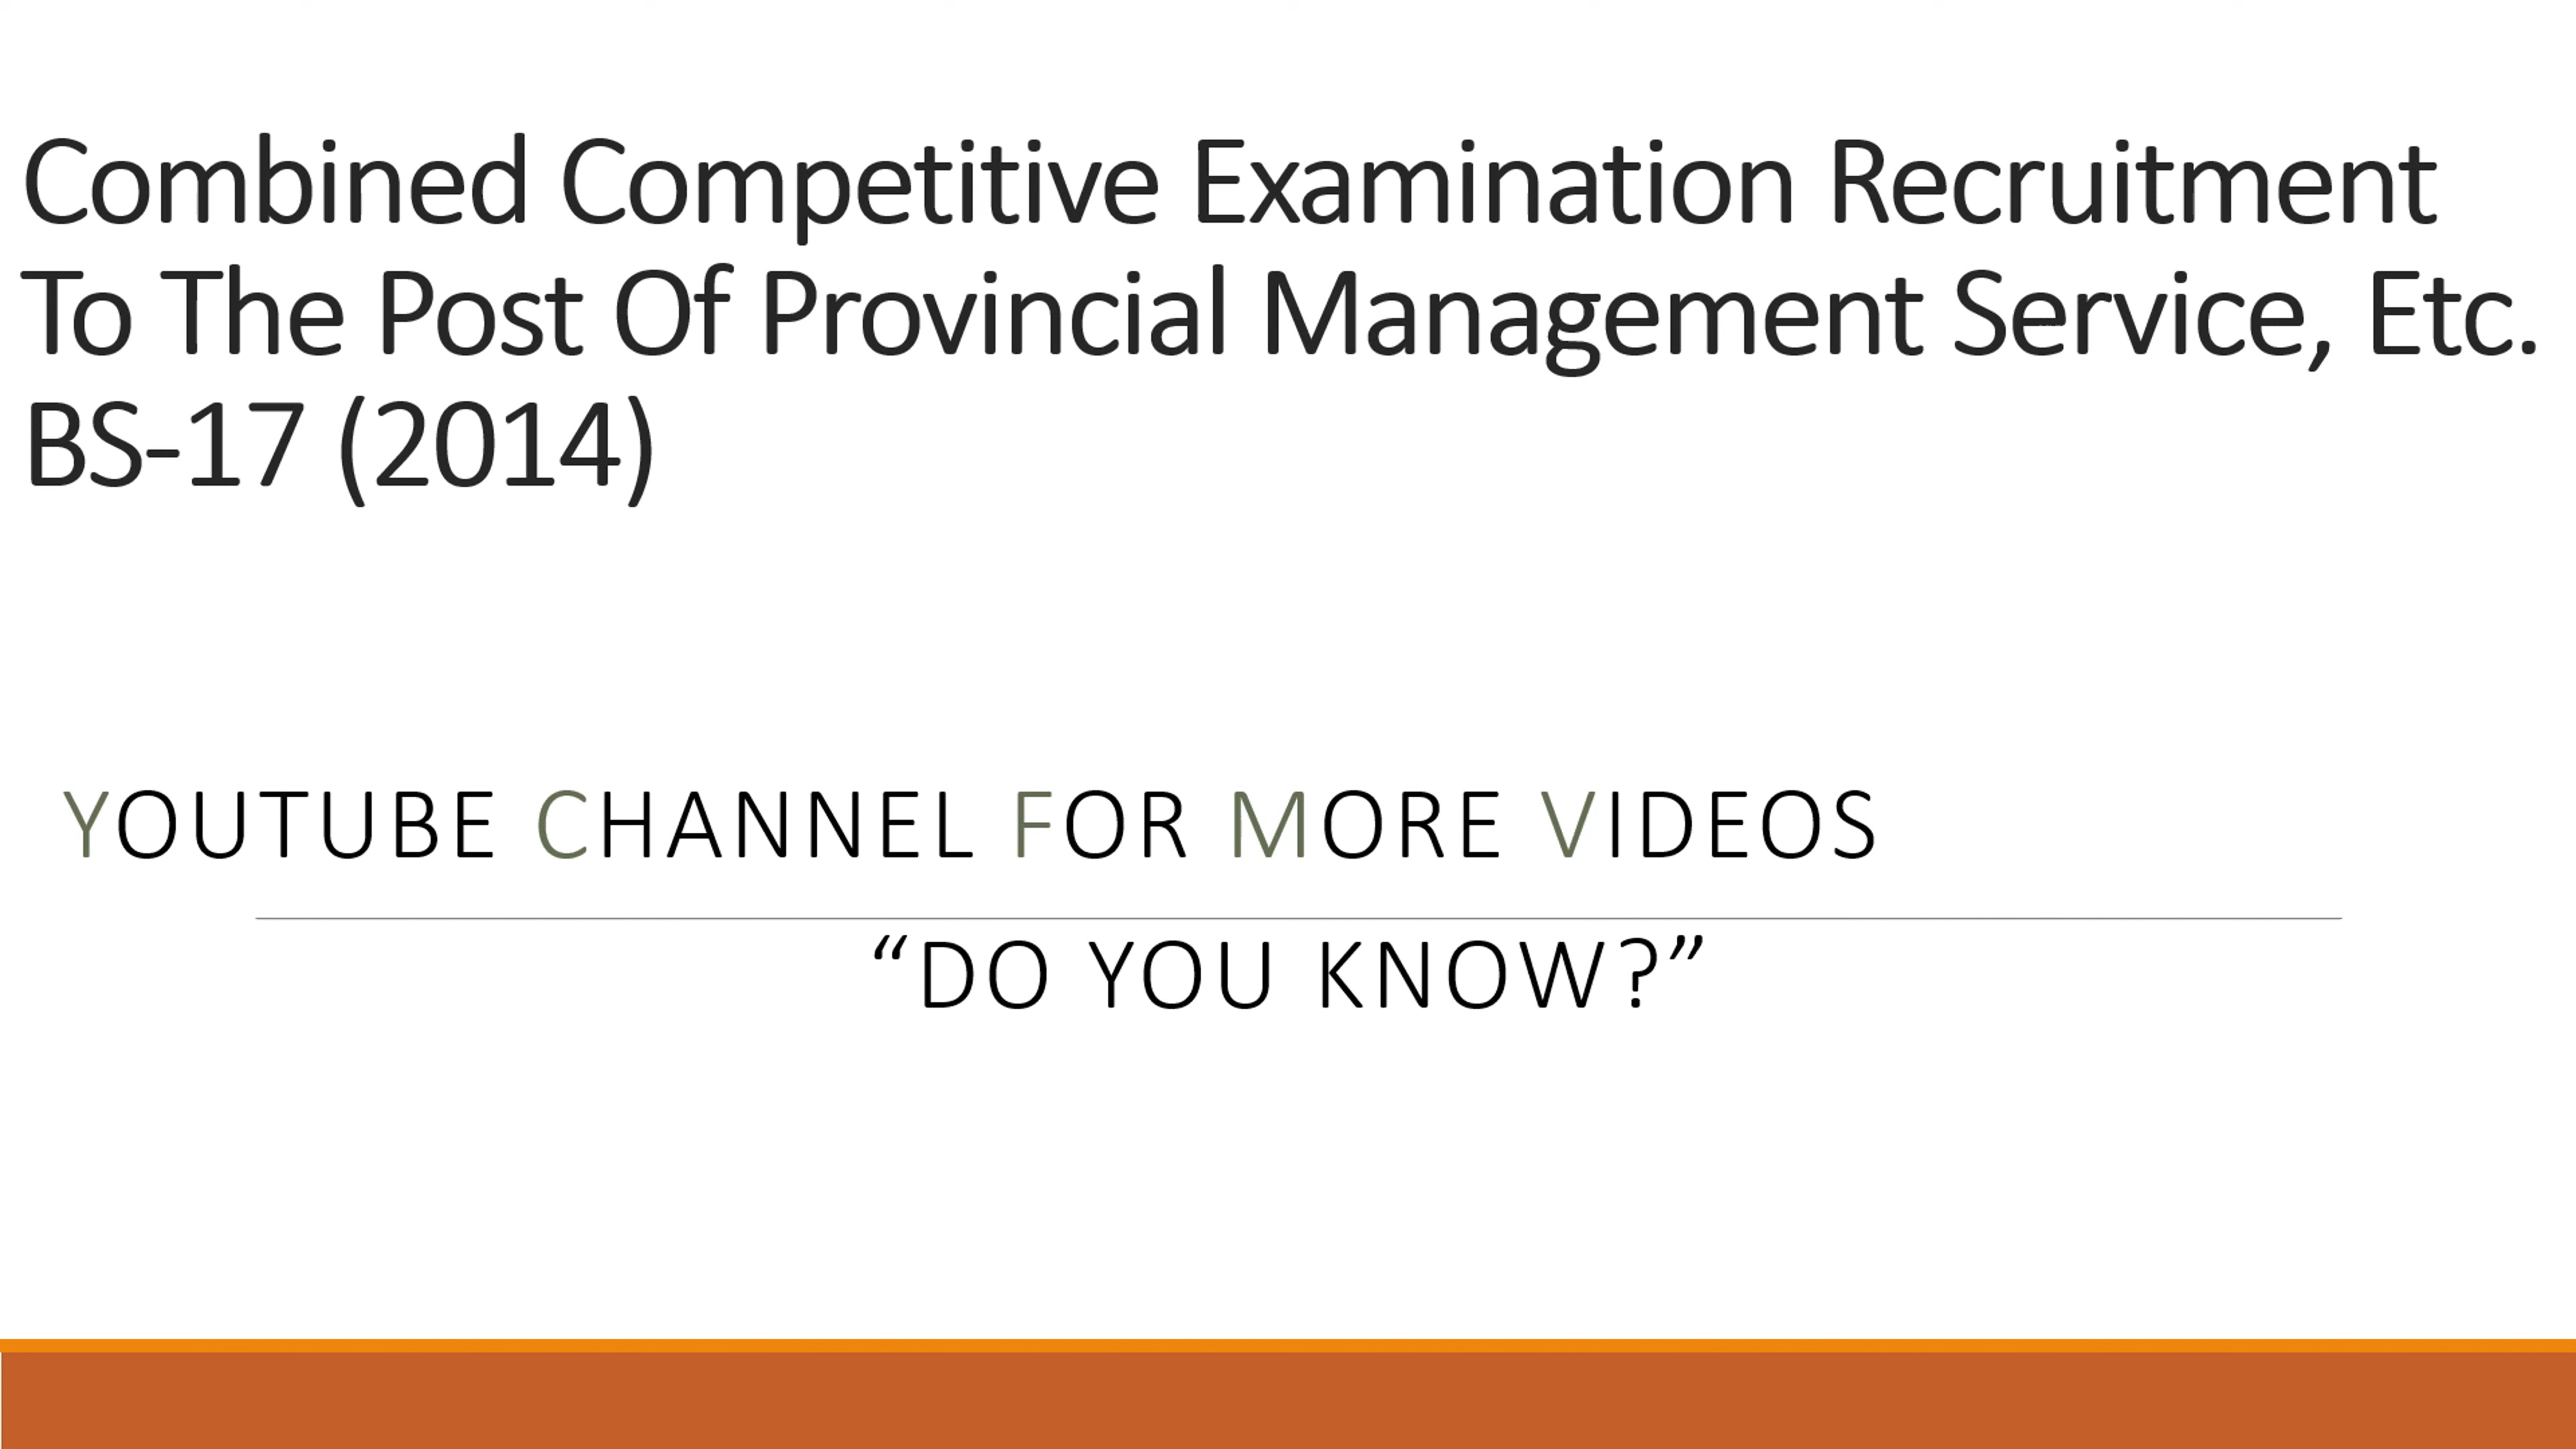 Combined Competitive Examination Recruitment
To The Post Of Provincial Management Service, Etc.
BS-17 (2014)
YOUTUBE CHANNEL FOR MORE VIDEOS
“DO YOU KNOW?”